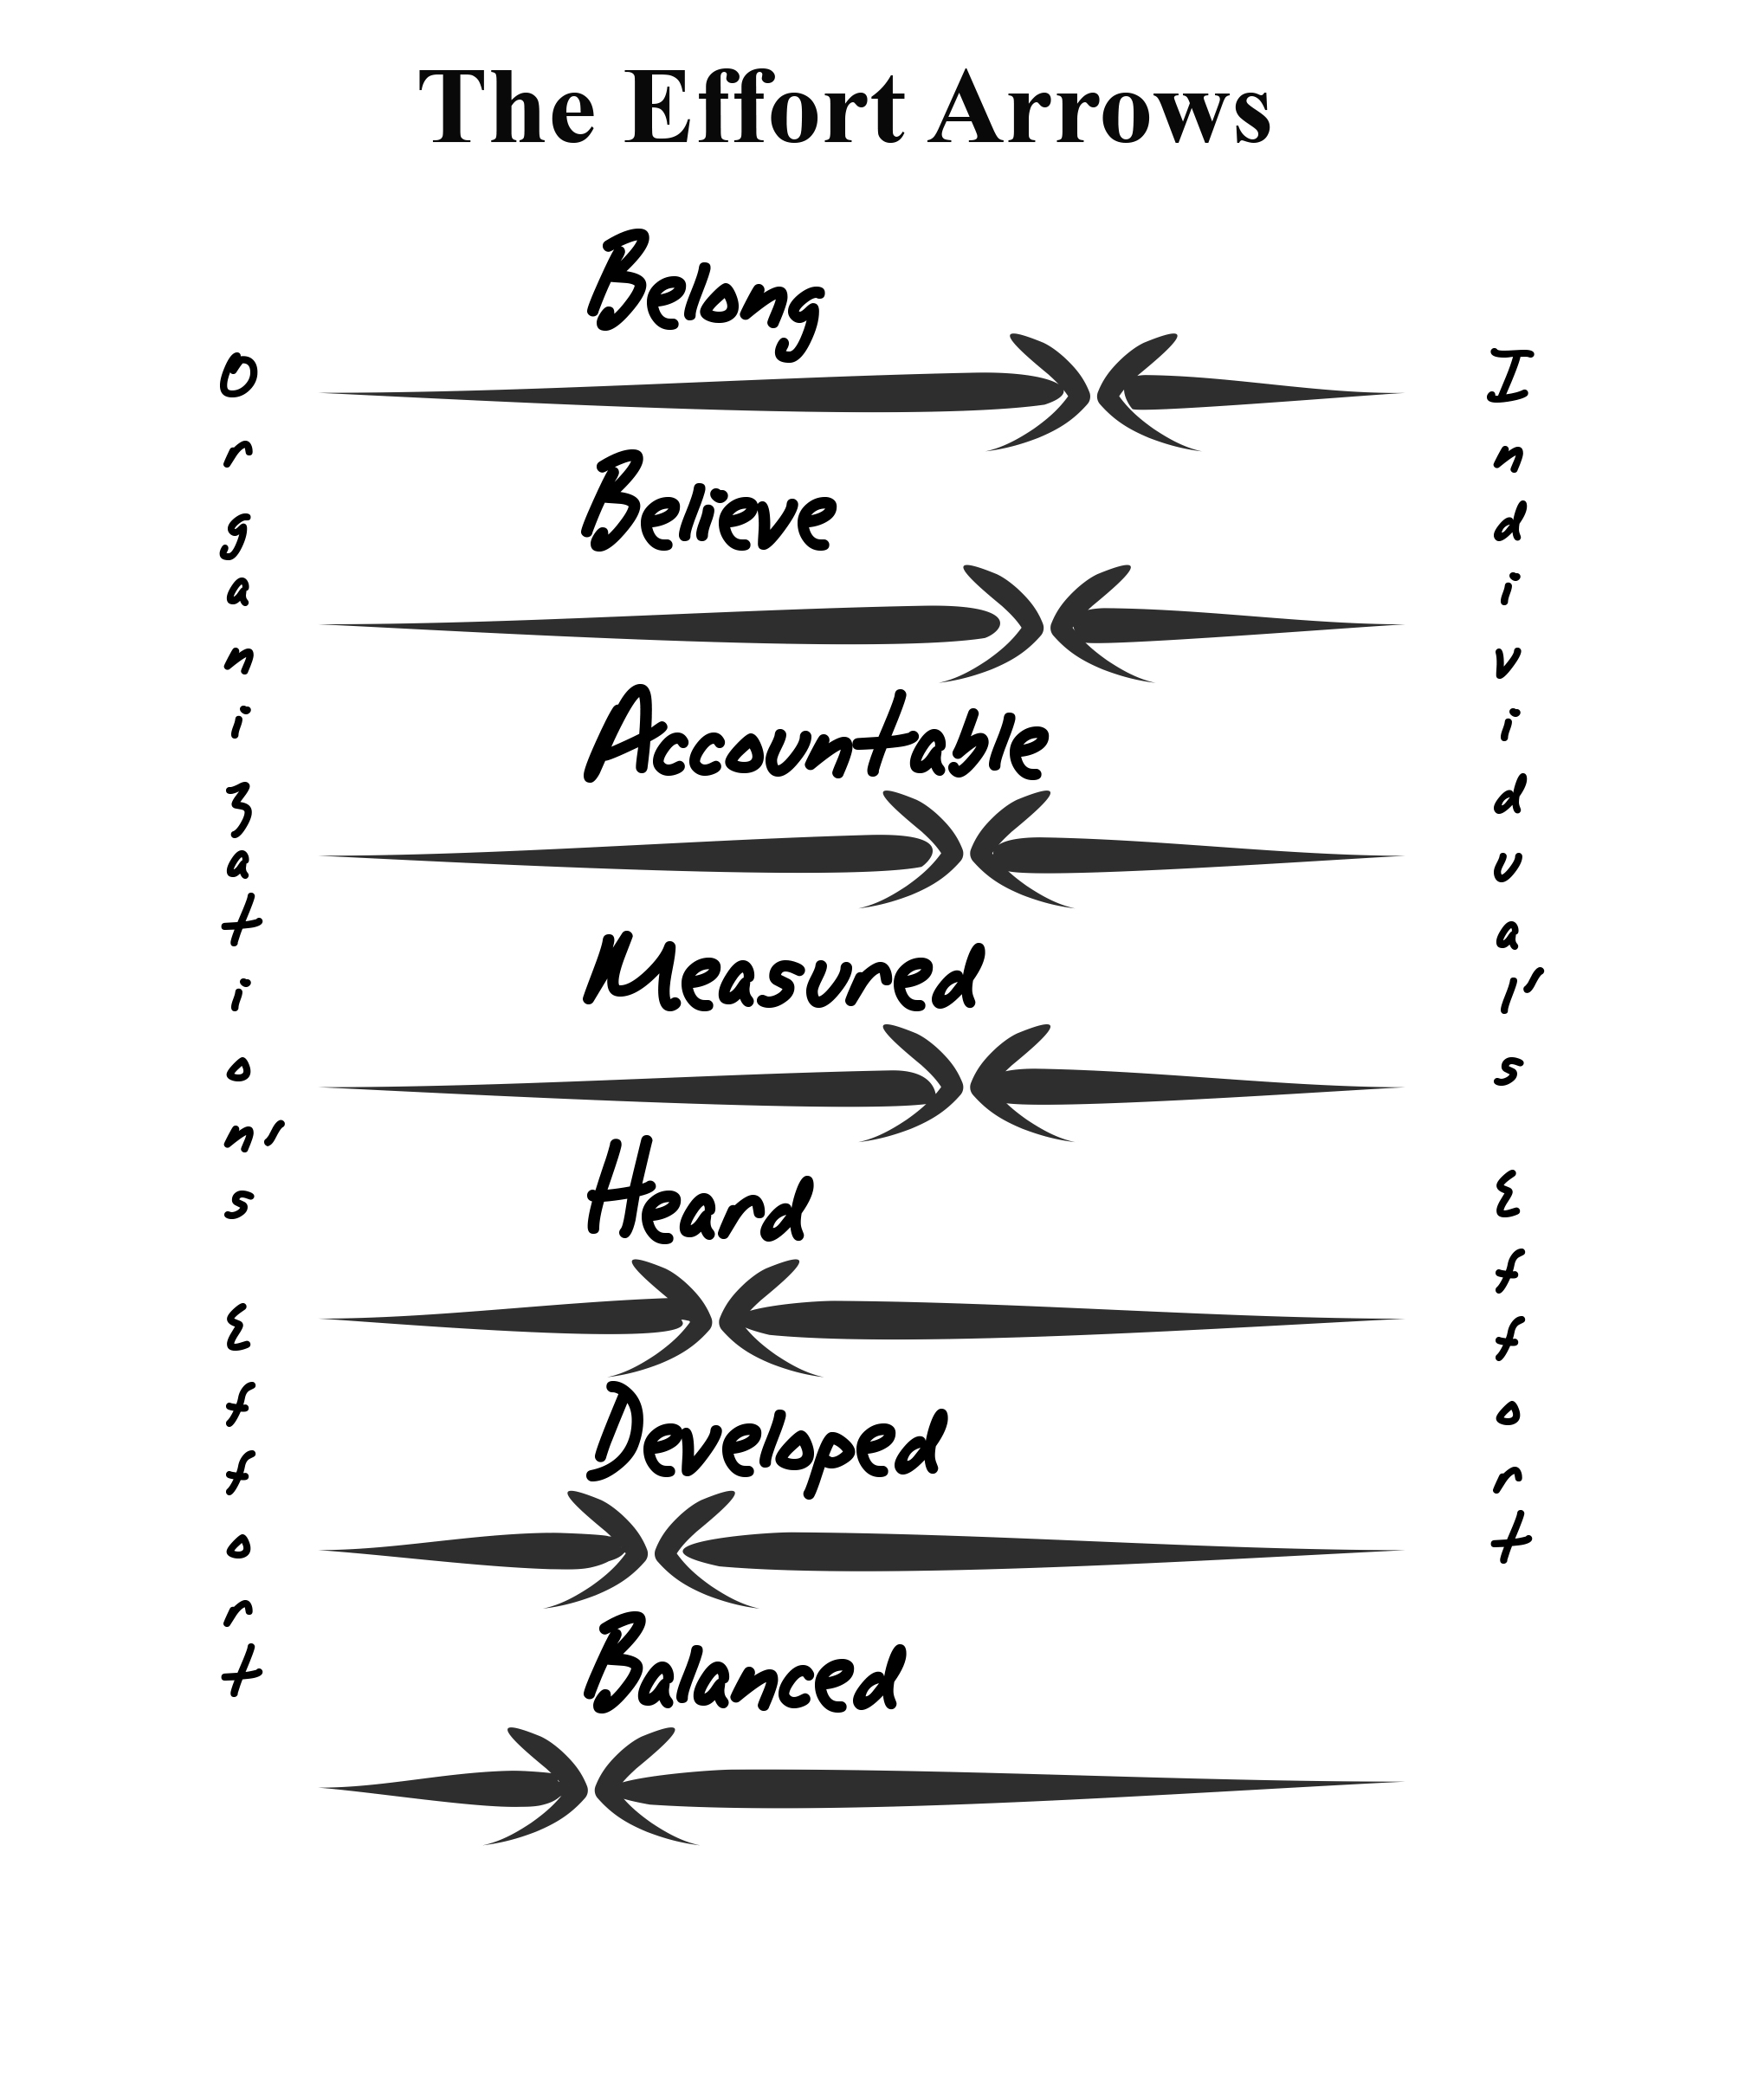 The Effort Arrows
Belong
Believe
Accountable
Measured
Heard
Developed
Balanced
Organization's Effort
Individual's Effort